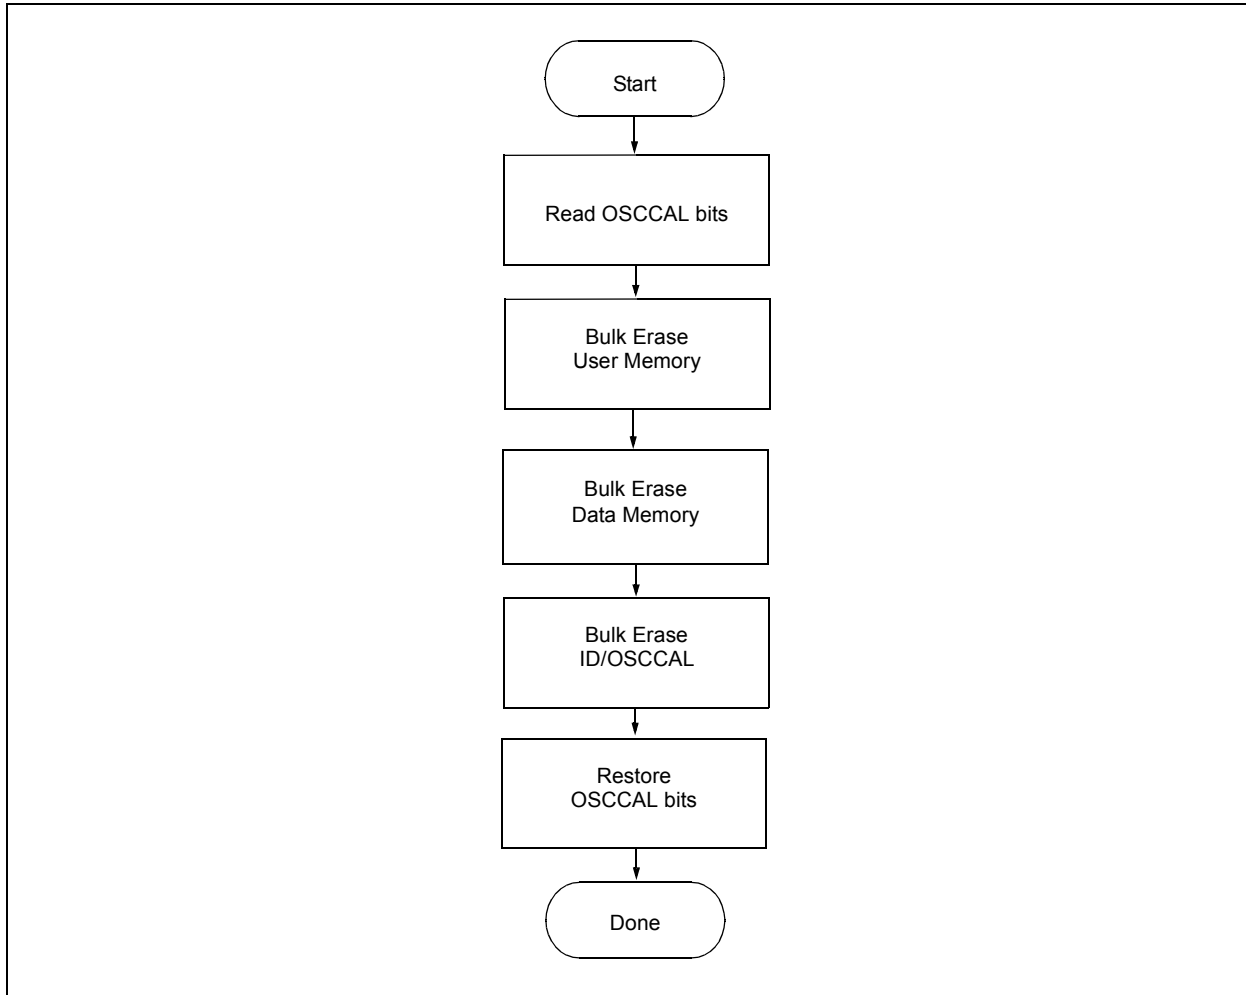 Start
Read OSCCAL bits
Bulk Erase
User Memory
Bulk Erase
Data Memory
Bulk Erase
ID/OSCCAL
Restore
OSCCAL bits
Done